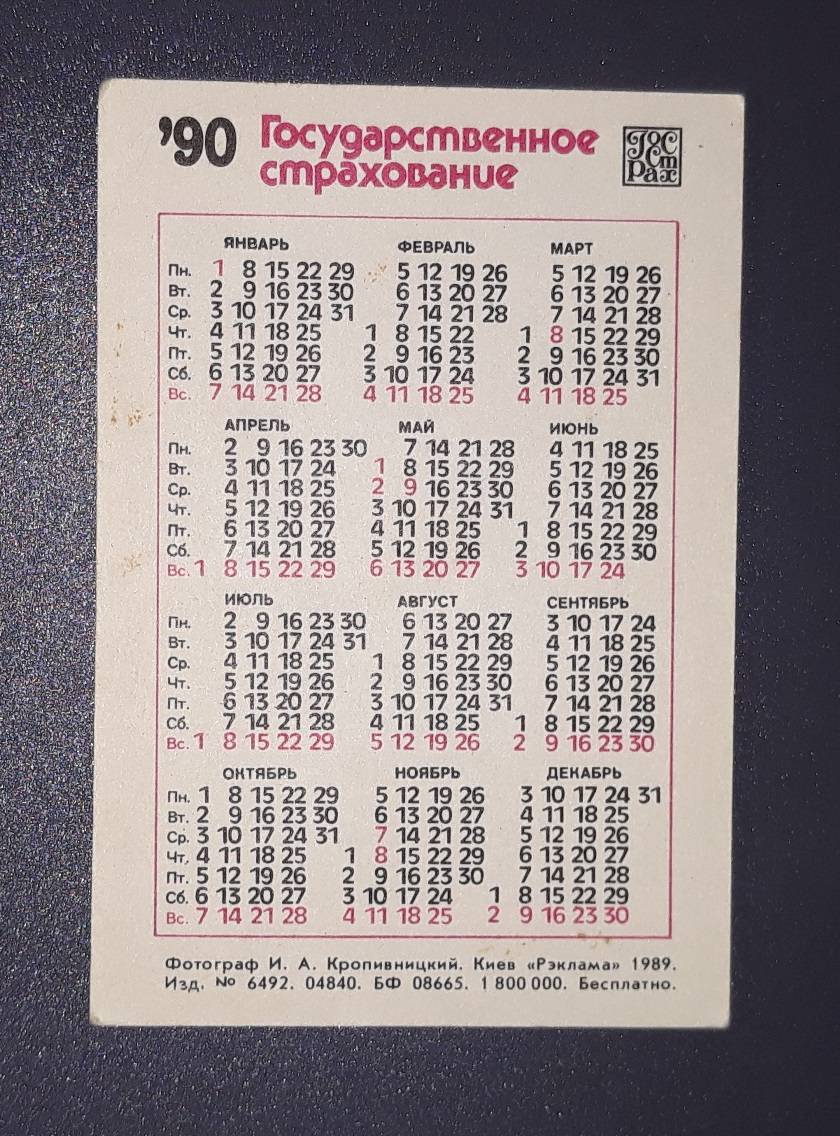 '90 Государственное
страхование
Госстрах
ЯНВАРЬ ФЕВРАЛЬ МАРТ
Пн. 1 8 15 22 29 5 12 19 26 5 12 19 26
Вт. 2 9 16 23 30 6 13 20 27 6 13 20 27
Ср. 3 10 17 24 31 7 14 21 28 7 14 21 28
Чт. 4 11 18 25 1 8 15 22 1 8 15 22 29
Пт. 5 12 19 26 2 9 16 23 2 9 16 23 30
Сб. 6 13 20 27 3 10 17 24 3 10 17 24 31
Вс. 7 14 21 28 4 11 18 25 4 11 18 25
АПРЕЛЬ МАЙ ИЮНЬ
Пн. 2 9 16 23 30 7 14 21 28 4 11 18 25
Вт. 3 10 17 24 1 8 15 22 29 5 12 19 26
Ср. 4 11 18 25 2 9 16 23 30 6 13 20 27
Чт. 5 12 19 26 3 10 17 24 31 7 14 21 28
Пт. 6 13 20 27 4 11 18 25 1 8 15 22 29
Сб. 7 14 21 28 5 12 19 26 2 9 16 23 30
Вс. 1 8 15 22 29 6 13 20 27 3 10 17 24
ИЮЛЬ АВГУСТ СЕНТЯБРЬ
Пн. 2 9 16 23 30 6 13 20 27 3 10 17 24
Вт. 3 10 17 24 31 7 14 21 28 4 11 18 25
Ср. 4 11 18 25 1 8 15 22 29 5 12 19 26
Чт. 5 12 19 26 2 9 16 23 30 6 13 20 27
Пт. 6 13 20 27 3 10 17 24 31 7 14 21 28
Сб. 7 14 21 28 4 11 18 25 1 8 15 22 29
Вс. 1 8 15 22 29 5 12 19 26 2 9 16 23 30
ОКТЯБРЬ НОЯБРЬ ДЕКАБРЬ
Пн. 1 8 15 22 29 5 12 19 26 3 10 17 24 31
Вт. 2 9 16 23 30 6 13 20 27 4 11 18 25
Ср. 3 10 17 24 31 7 14 21 28 5 12 19 26
Чт. 4 11 18 25 1 8 15 22 29 6 13 20 27
Пт. 5 12 19 26 2 9 16 23 30 7 14 21 28
Сб. 6 13 20 27 3 10 17 24 1 8 15 22 29
Вс. 7 14 21 28 4 11 18 25 2 9 16 23 30
Фотограф И. А. Кропивницкий. Киев «Рэклама» 1989.
Изд. № 6492. 04840. БФ 08665. 1 800 000. Бесплатно.